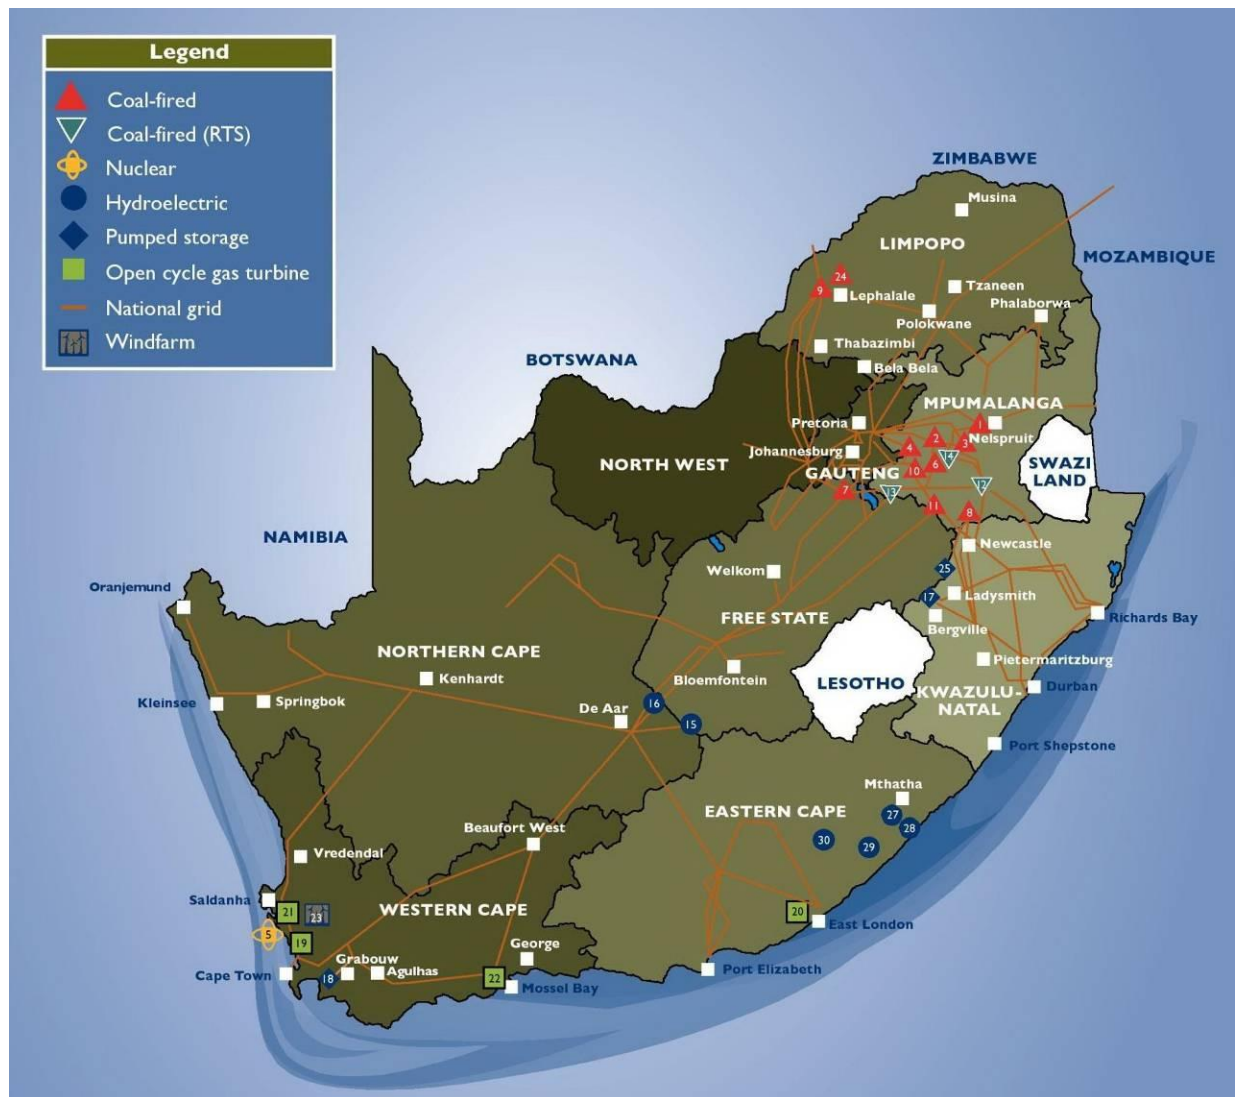 Legend
Coal-fired
Coal-fired (RTS)
Nuclear
Hydroelectric
Pumped storage
Open cycle gas turbine
National grid
Windfarm
ZIMBABWE
Musina
LIMPOPO
MOZAMBIQUE
24
9
Lephalale
Tzaneen
Phalaborwa
Polokwane
Thabazimbi
BOTSWANA
Bela Bela
MPUMALANGA
Pretoria
1
2
3
Nelspruit
4
Johannesburg
14
6
NORTH WEST
GAUTENG
10
SWAZI
LAND
7
13
12
11
8
NAMIBIA
Newcastle
25
Welkom
Oranjemund
17
Ladysmith
Richards Bay
FREE STATE
Bergville
NORTHERN CAPE
Pietermaritzburg
Kenhardt
Bloemfontein
LESOTHO
Durban
KWAZULU-
NATAL
Kleinsee
Springbok
De Aar
16
15
Port Shepstone
Mthatha
EASTERN CAPE
27
28
Beaufort West
30
29
Vredendal
Saldanha
21
23
WESTERN CAPE
20
East London
5
19
George
Grabouw
Cape Town
18
Agulhas
22
Mossel Bay
Port Elizabeth